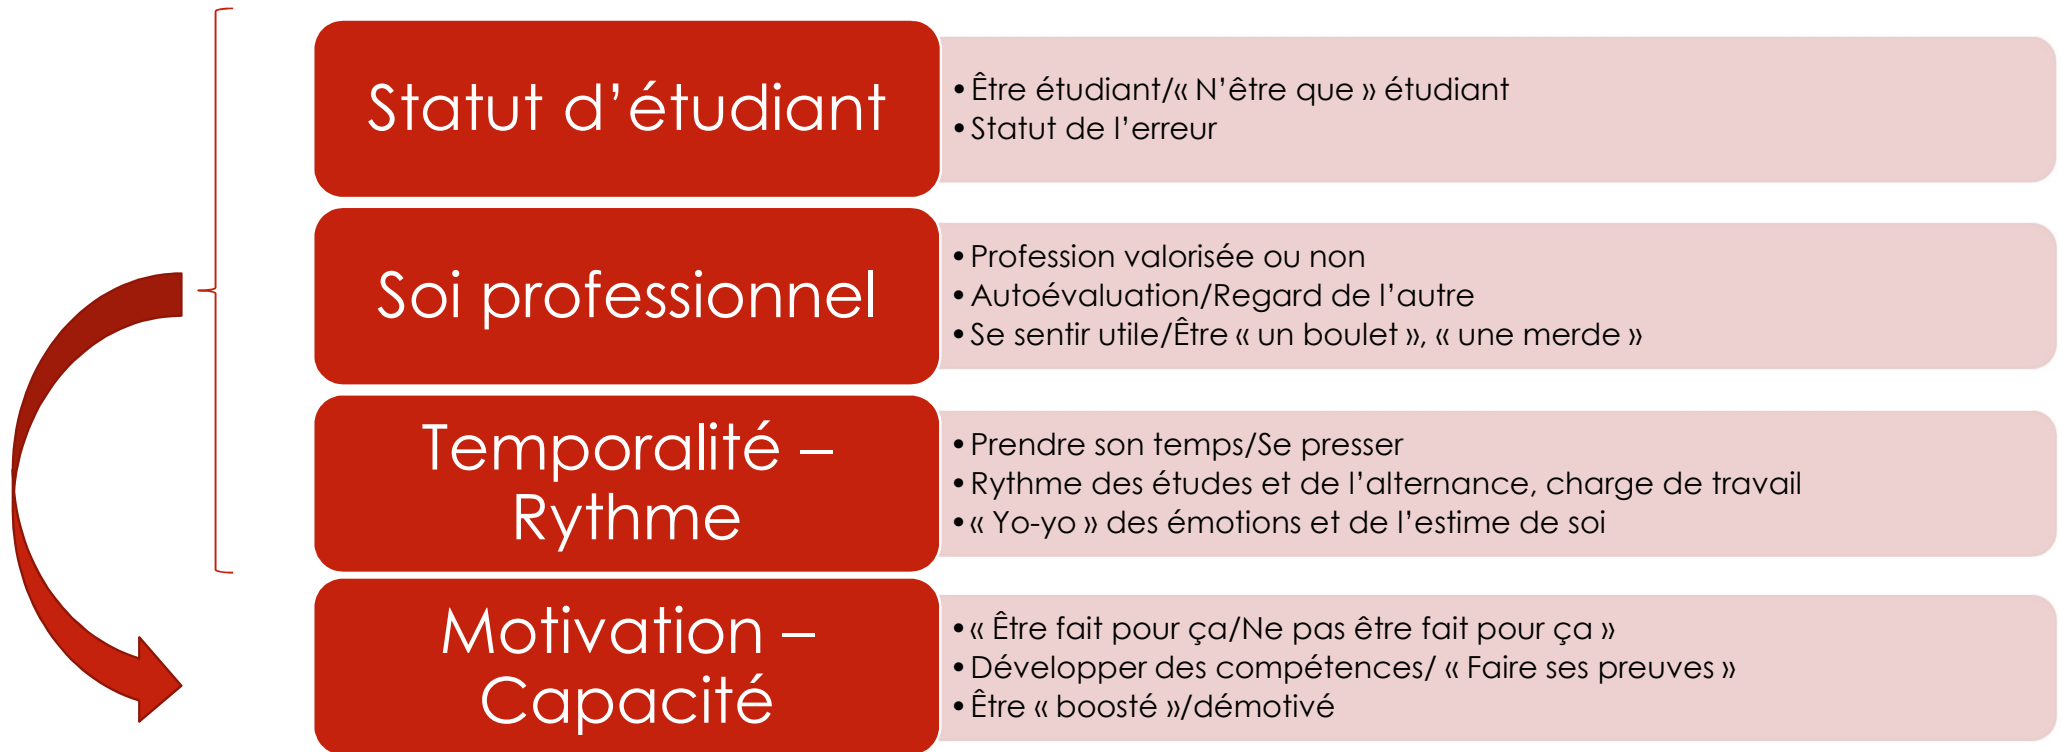 Statut d’étudiant
• Être étudiant/« N’être que » étudiant
• Statut de l’erreur
Soi professionnel
• Profession valorisée ou non
• Autoévaluation/Regard de l’autre
• Se sentir utile/Être « un boulet », « une merde »
Temporalité –
Rythme
• Prendre son temps/Se presser
• Rythme des études et de l’alternance, charge de travail
• « Yo-yo » des émotions et de l’estime de soi
Motivation –
Capacité
• « Être fait pour ça/Ne pas être fait pour ça »
• Développer des compétences/ « Faire ses preuves »
• Être « boosté »/démotivé